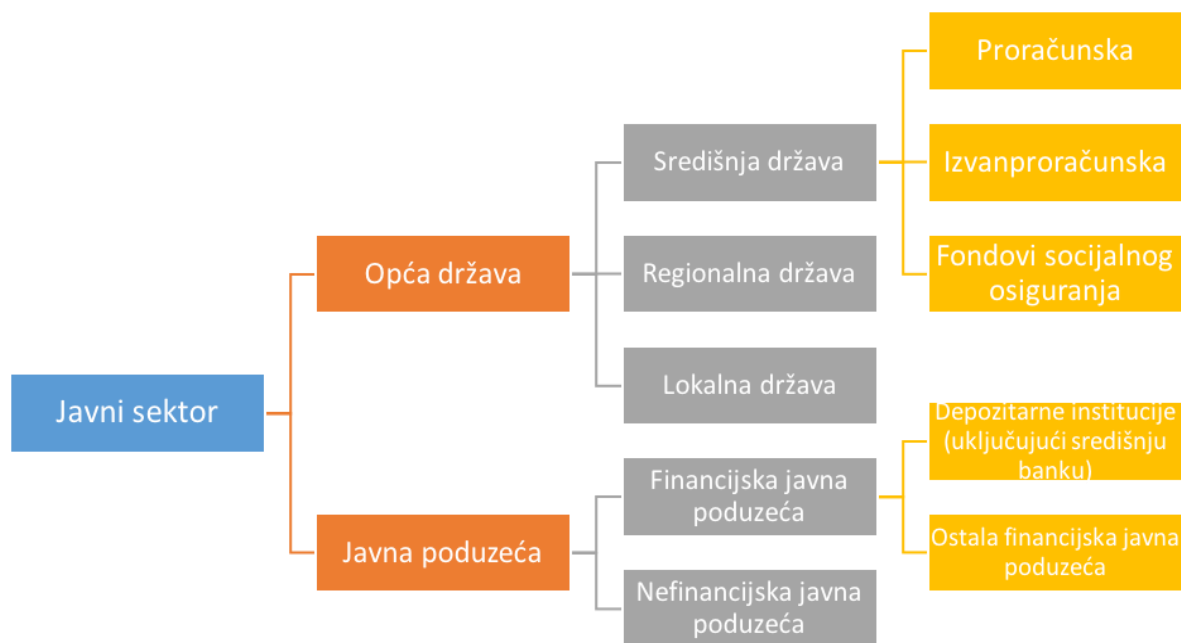 Javni sektor
Opća država
Javna poduzeća
Središnja država
Regionalna država
Lokalna država
Financijska javna
poduzeća
Nefinancijska javna
poduzeća
Proračunska
Izvanproračunska
Fondovi socijalnog
osiguranja
Depozitarne institucije
(uključujući središnju
banku)
Ostala financijska javna
poduzeća